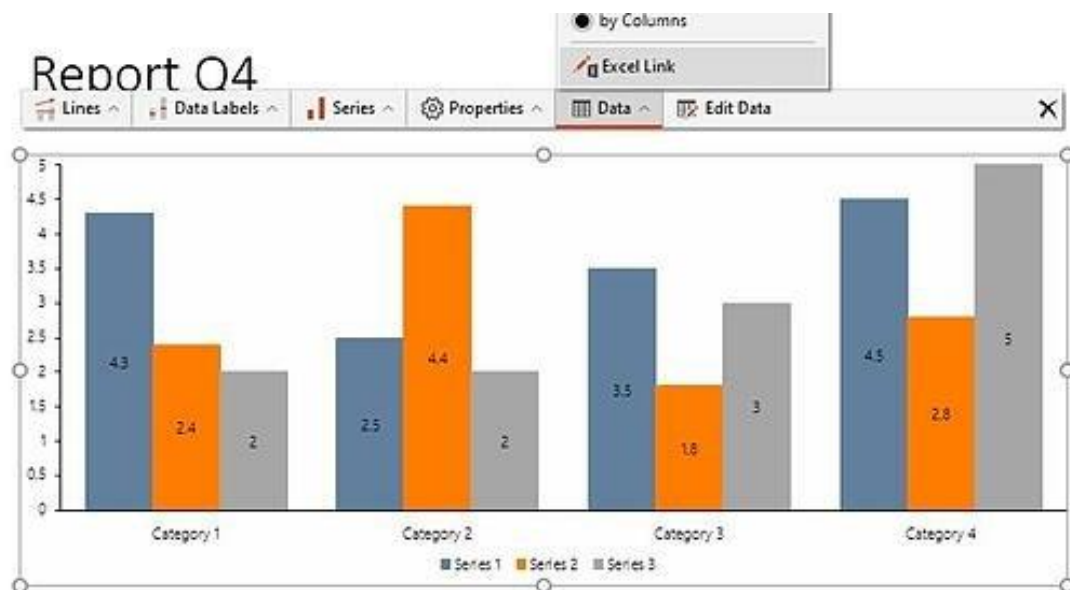 by Columns
Excel Link
Report Q4
Lines Data Labels Series Properties Data Edit Data
5
4.5
4
3.5
3
2.5
2
1.5
1
0.5
0
4.3 2.4 2 2.5 4.4 2 3.5 1.8 3 4.5 2.8 5
Category 1 Category 2 Category 3 Category 4
Series 1 Series 2 Series 3